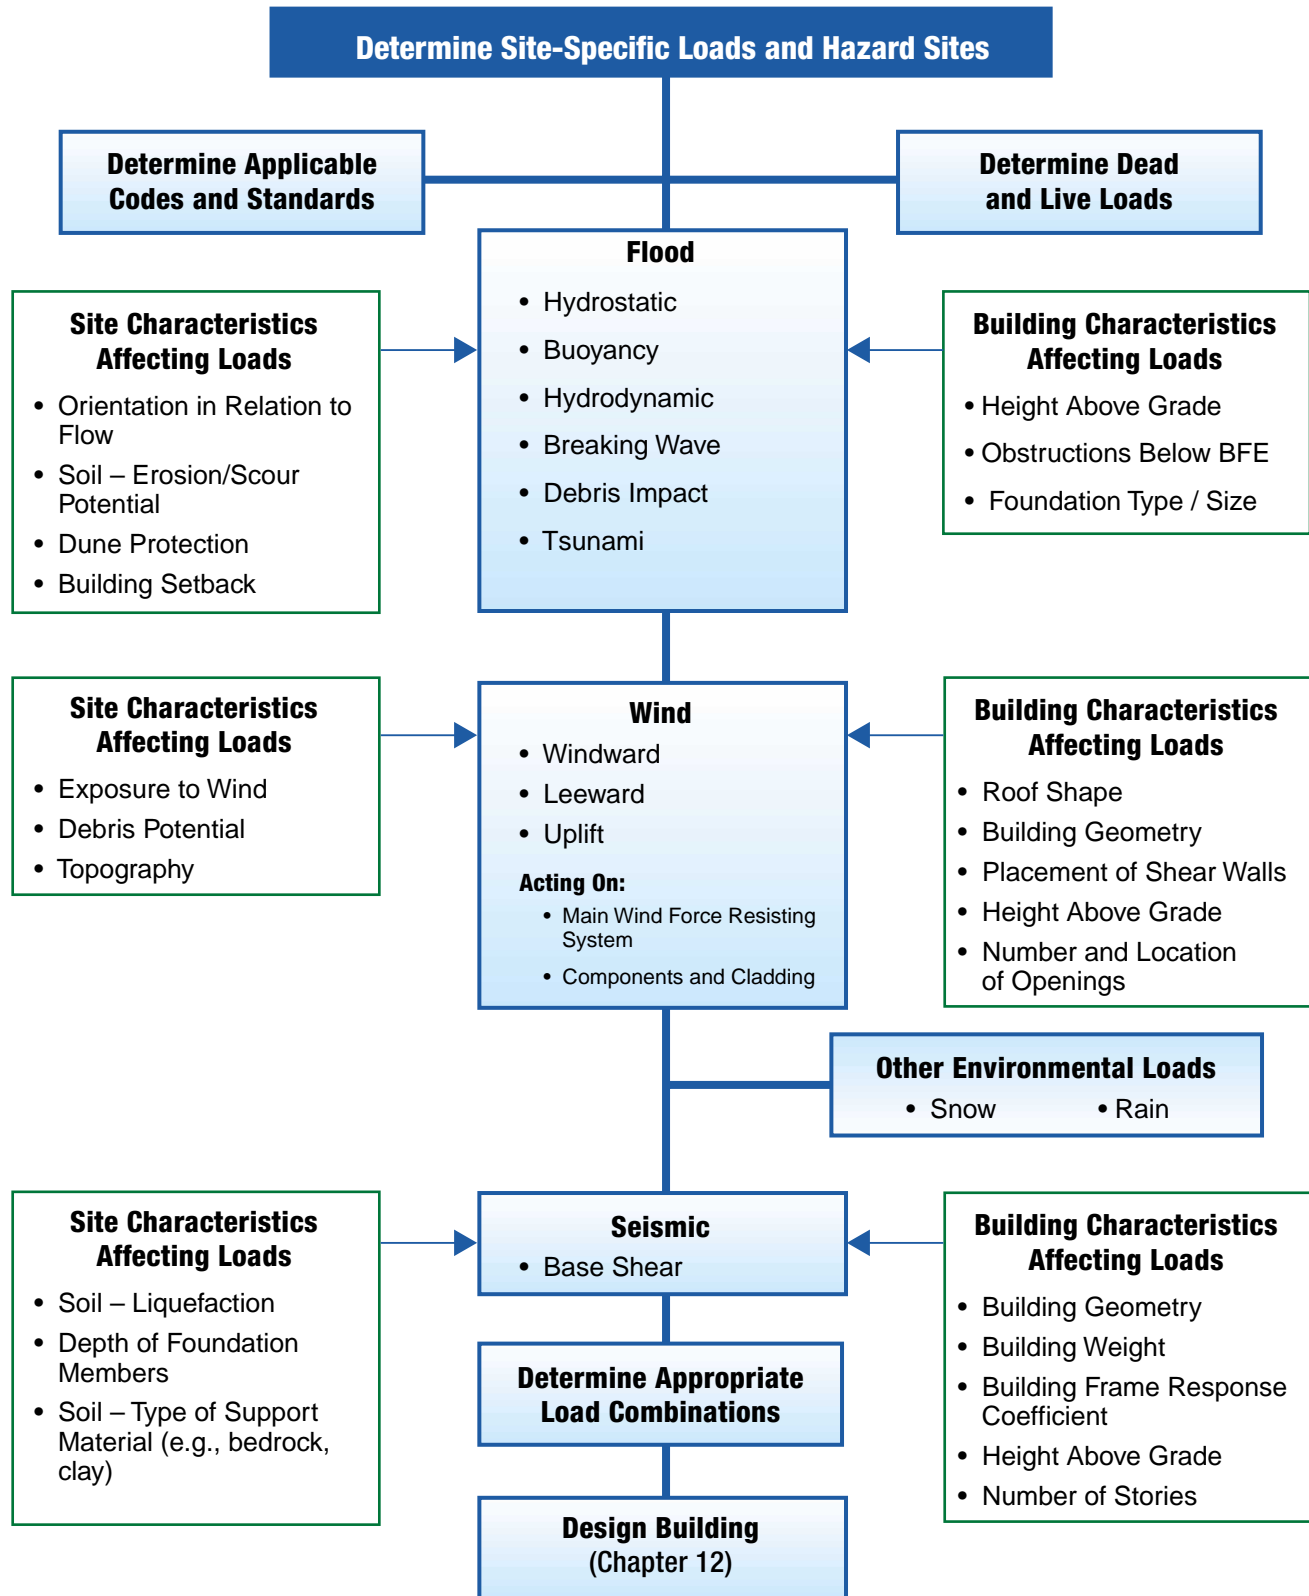 Determine Site-Specific Loads and Hazard Sites
Determine Applicable
Codes and Standards
Determine Dead
and Live Loads
Flood
• Hydrostatic
• Buoyancy
• Hydrodynamic
• Breaking Wave
• Debris Impact
• Tsunami
Site Characteristics
Affecting Loads
• Orientation in Relation to
Flow
• Soil – Erosion/Scour
Potential
• Dune Protection
• Building Setback
Building Characteristics
Affecting Loads
• Height Above Grade
• Obstructions Below BFE
• Foundation Type / Size
Site Characteristics
Affecting Loads
• Exposure to Wind
• Debris Potential
• Topography
Wind
• Windward
• Leeward
• Uplift
Acting On:
• Main Wind Force Resisting
System
• Components and Cladding
Building Characteristics
Affecting Loads
• Roof Shape
• Building Geometry
• Placement of Shear Walls
• Height Above Grade
• Number and Location
of Openings
Other Environmental Loads
• Snow • Rain
Site Characteristics
Affecting Loads
• Soil – Liquefaction
• Depth of Foundation
Members
• Soil – Type of Support
Material (e.g., bedrock,
clay)
Seismic
• Base Shear
Building Characteristics
Affecting Loads
• Building Geometry
• Building Weight
• Building Frame Response
Coefficient
• Height Above Grade
• Number of Stories
Determine Appropriate
Load Combinations
Design Building
(Chapter 12)